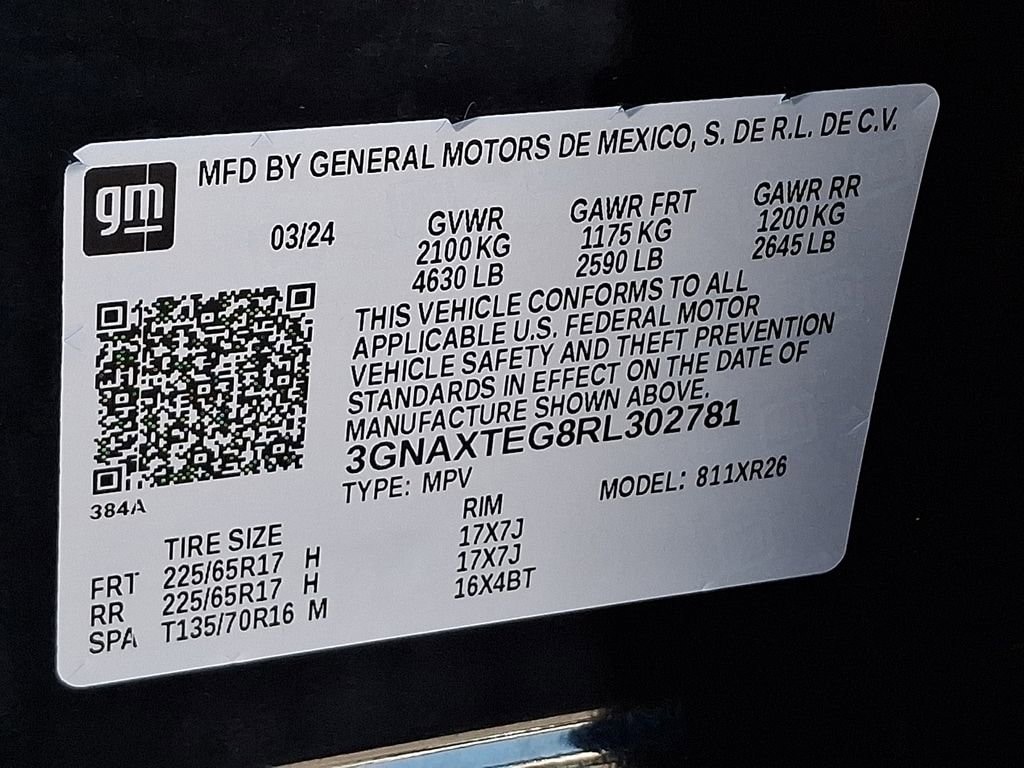 gm
MFD BY GENERAL MOTORS DE MEXICO, S. DE R.L. DE C.V.
03/24 GVWR GAWR FRT GAWR RR
2100 KG 1175 KG 1200 KG
4630 LB 2590 LB 2645 LB
THIS VEHICLE CONFORMS TO ALL
APPLICABLE U.S. FEDERAL MOTOR
VEHICLE SAFETY AND THEFT PREVENTION
STANDARDS IN EFFECT ON THE DATE OF
MANUFACTURE SHOWN ABOVE.
3GNAXTEG8RL302781
TYPE: MPV MODEL: 811XR26
384A
TIRE SIZE RIM
FRT 225/65R17 H 17X7J
RR 225/65R17 H 17X7J
SPA T135/70R16 M 16X4BT